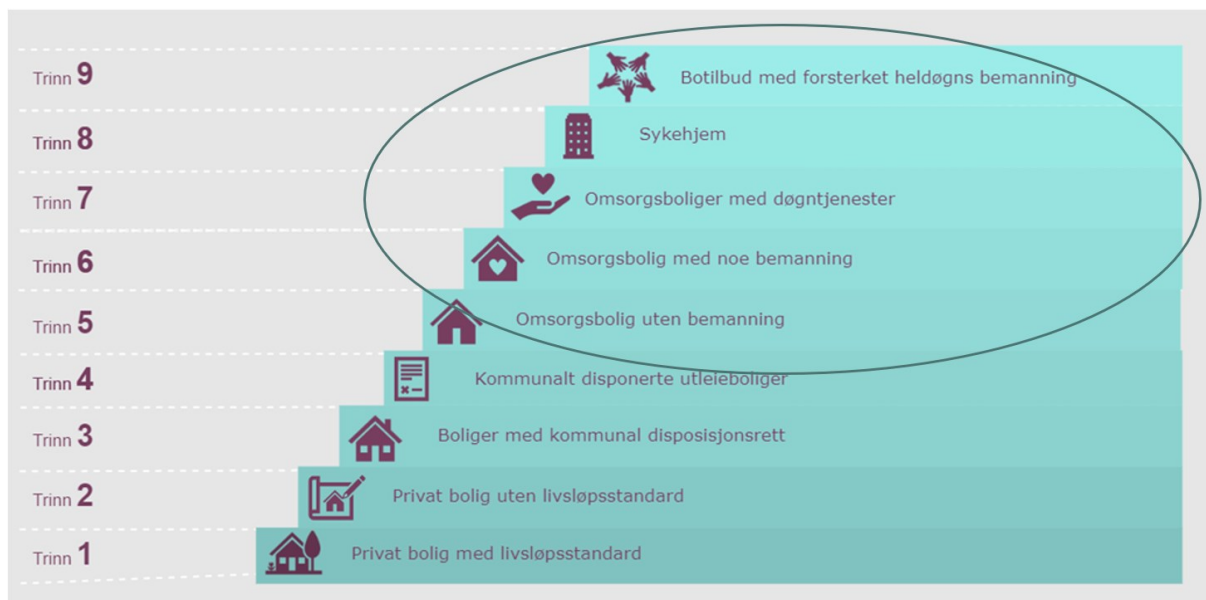 Trinn 9 Botilbud med forsterket heldøgns bemanning
Trinn 8 Sykehjem
Trinn 7 Omsorgsboliger med døgntjenester
Trinn 6 Omsorgsbolig med noe bemanning
Trinn 5 Omsorgsbolig uten bemanning
Trinn 4 Kommunalt disponerte utleieboliger
Trinn 3 Boliger med kommunal disposisjonsrett
Trinn 2 Privat bolig uten livsløpsstandard
Trinn 1 Privat bolig med livsløpsstandard